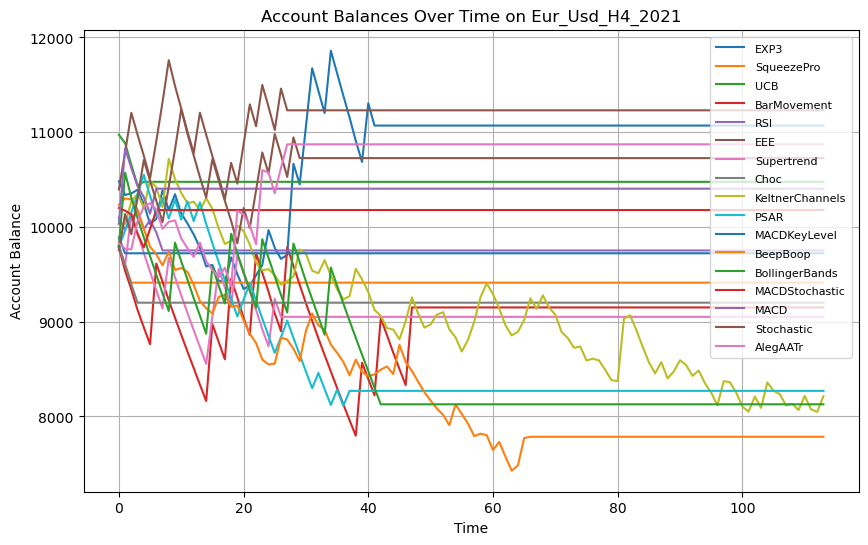 Account Balances Over Time on Eur_Usd_H4_2021
12000
11000
10000
9000
8000
Account Balance
0 20 40 60 80 100
Time
EXP3
SqueezePro
UCB
BarMovement
RSI
EEE
Supertrend
Choc
KeltnerChannels
PSAR
MACDKeyLevel
BeepBoop
BollingerBands
MACDStochastic
MACD
Stochastic
AlegAATr